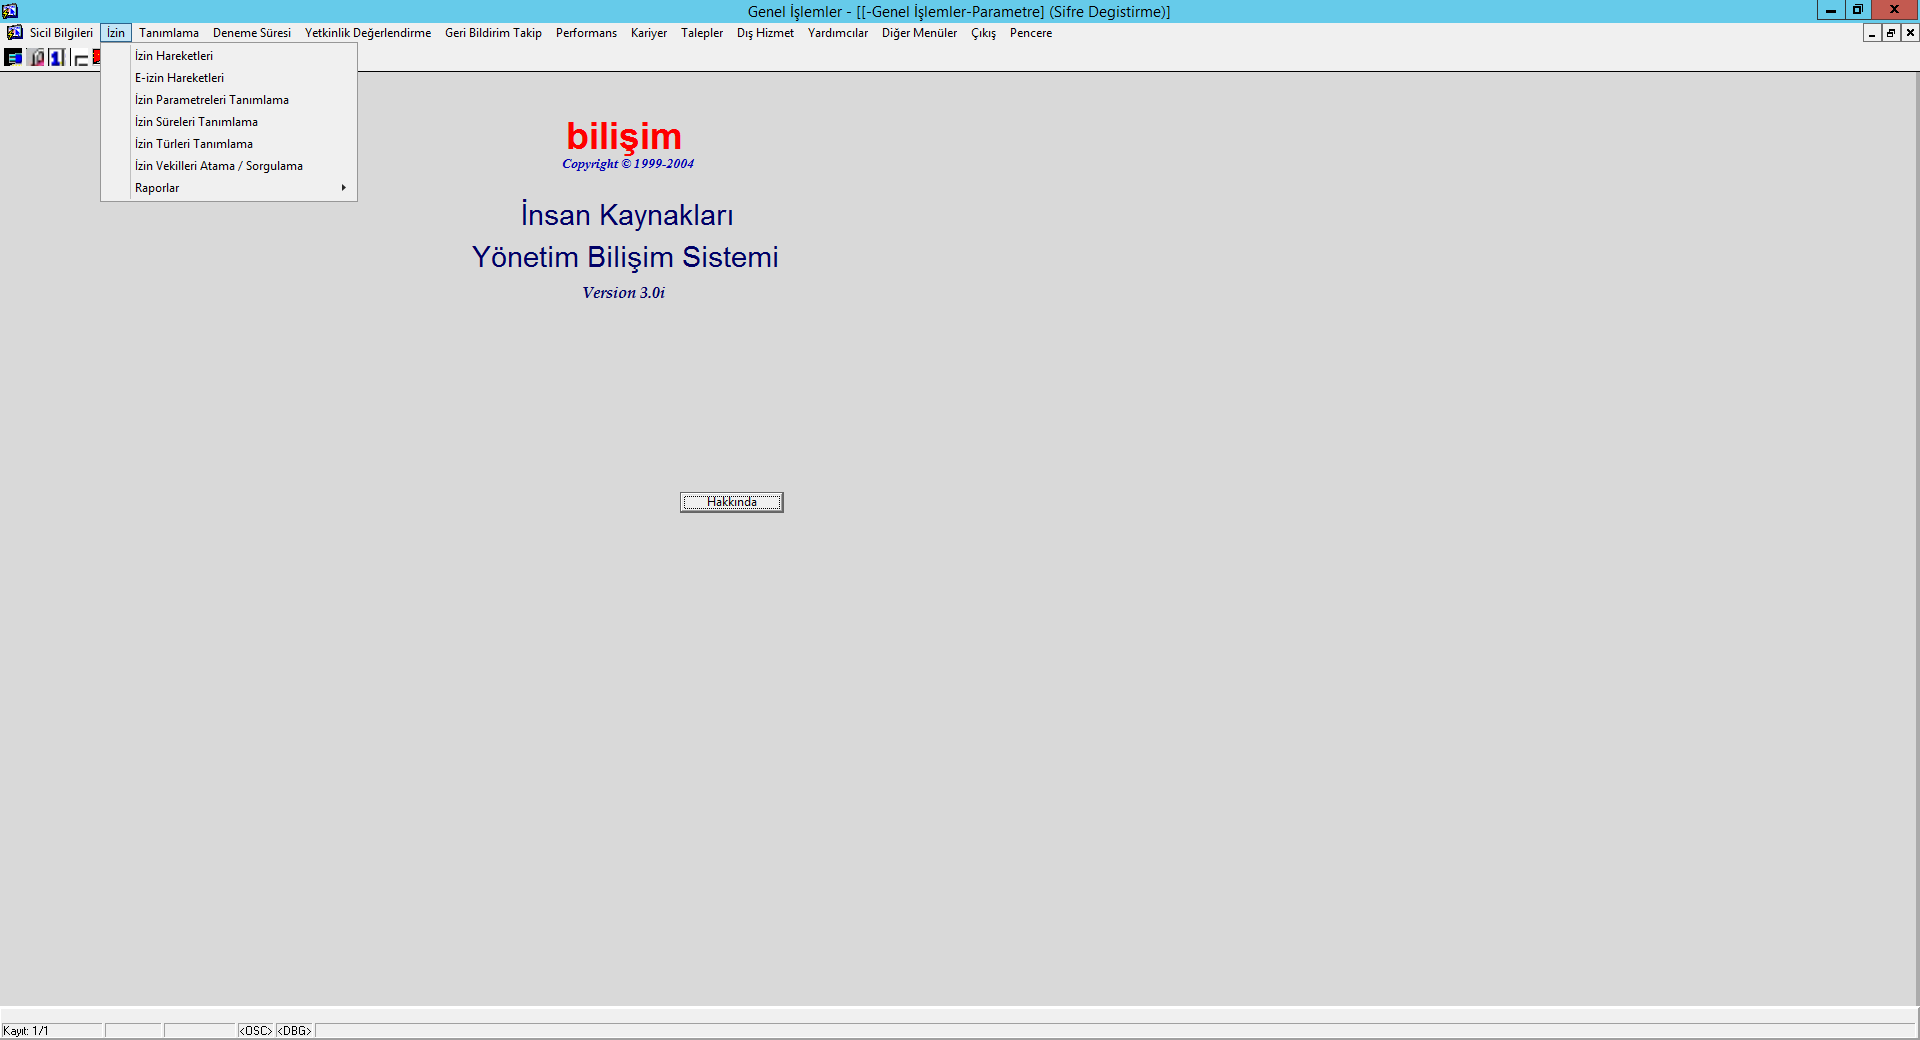 Genel İşlemler - [[-Genel İşlemler-Parametre] (Sifre Degistirme)]
Sicil Bilgileri İzin Tanımlama Deneme Süresi Yetkinlik Değerlendirme Geri Bildirim Takip Performans Kariyer Talepler Dış Hizmet Yardımcılar Diğer Menüler Çıkış Pencere
İzin Hareketleri
E-izin Hareketleri
İzin Parametreleri Tanımlama
İzin Süreleri Tanımlama
İzin Türleri Tanımlama
İzin Vekilleri Atama / Sorgulama
Raporlar
bilişim
Copyright © 1999-2004
İnsan Kaynakları
Yönetim Bilişim Sistemi
Version 3.0i
Hakkında
Kayıt: 1/1 <OSC> <DBG>